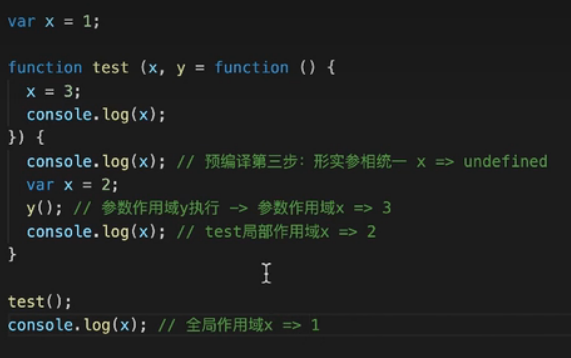 var x = 1;
function test (x, y = function () {
x = 3;
console.log(x);
}) {
console.log(x); // 预编译第三步：形实参相统一 x => undefined
var x = 2;
y(); // 参数作用域y执行 -> 参数作用域x => 3
console.log(x); // test局部作用域x => 2
}
test();
console.log(x); // 全局作用域x => 1